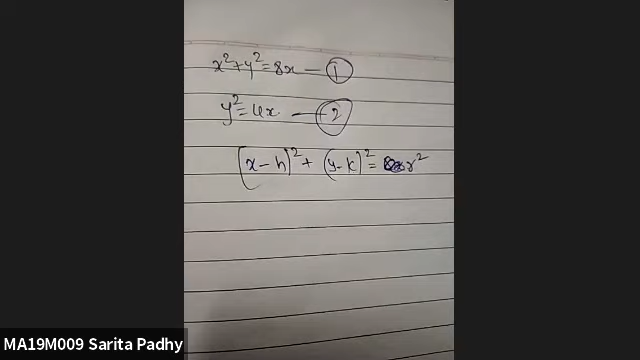 x²+y²=8x — ①
y²=4x — ②
(x-h)²+(y-k)²= r²
MA19M009 Sarita Padhy